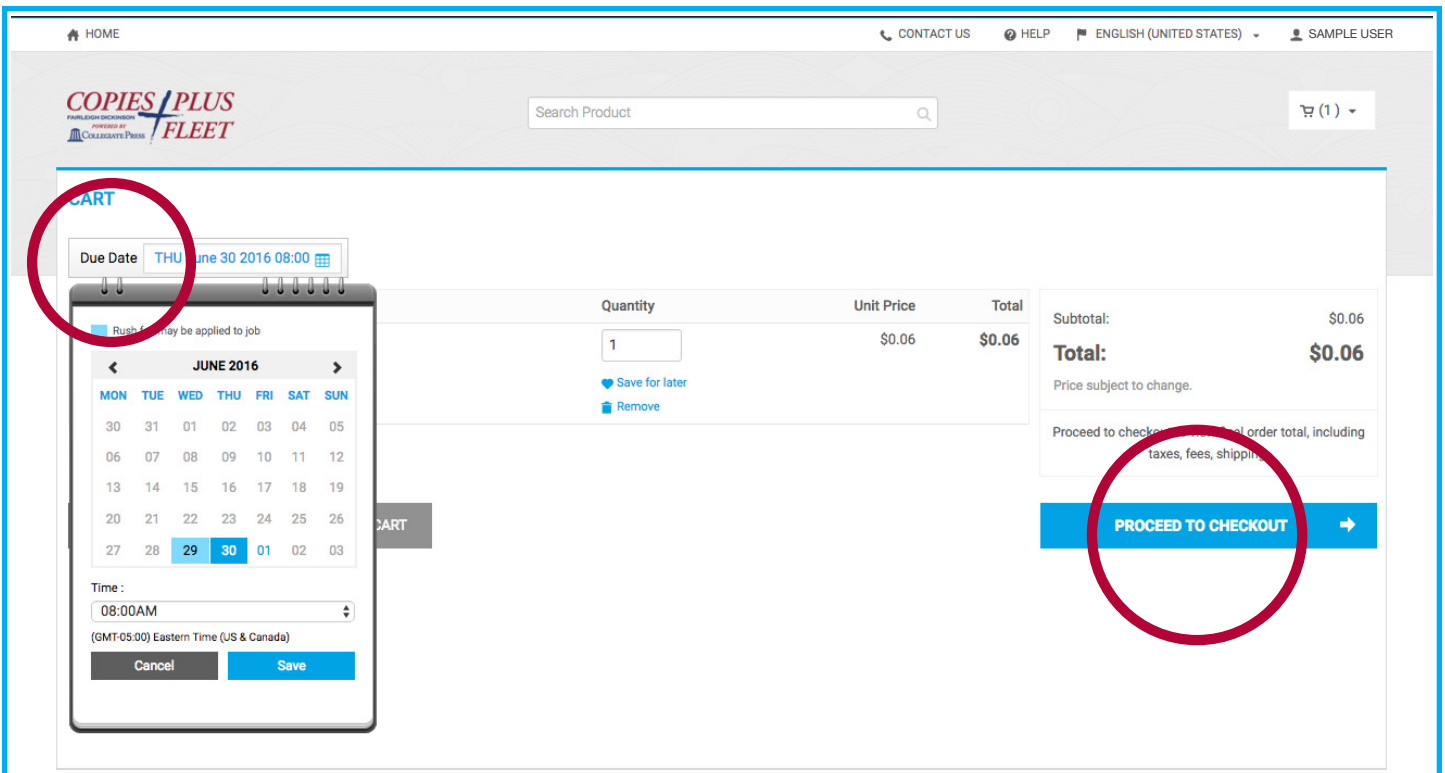 HOME
CONTACT US
HELP
ENGLISH (UNITED STATES)
SAMPLE USER
COPIES PLUS
FAIRLEIGH DICKINSON
POWERED BY
COLLEGIATE PRESS
FLEET
Search Product
(1)
CART
Due Date THU June 30 2016 08:00
Quantity Unit Price Total
1 $0.06 $0.06
Save for later
Remove
Rush may be applied to job
JUNE 2016
MON TUE WED THU FRI SAT SUN
30 31 01 02 03 04 05
06 07 08 09 10 11 12
13 14 15 16 17 18 19
20 21 22 23 24 25 26
27 28 29 30 01 02 03
Time :
08:00AM
(GMT-05:00) Eastern Time (US & Canada)
Cancel Save
CART
Subtotal: $0.06
Total: $0.06
Price subject to change.
Proceed to checkout order total, including
taxes, fees, shipping
PROCEED TO CHECKOUT